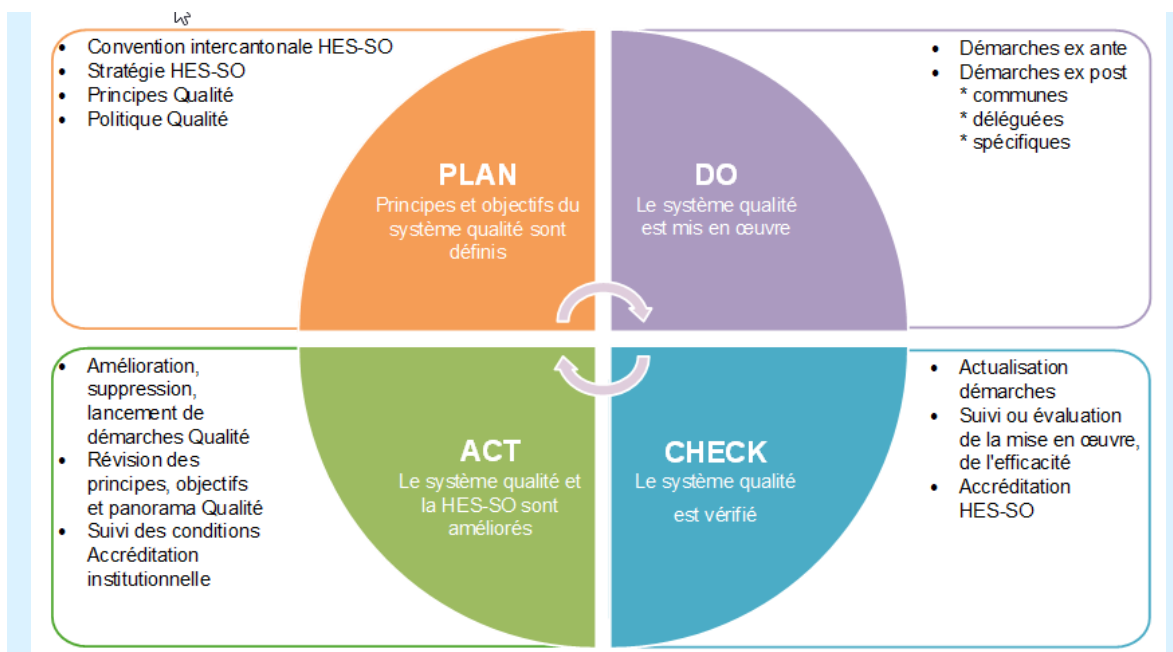 • Convention intercantonale HES-SO
• Stratégie HES-SO
• Principes Qualité
• Politique Qualité
PLAN
Principes et objectifs du
système qualité sont
définis
• Démarches ex ante
• Démarches ex post
* communes
* déléguées
* spécifiques
DO
Le système qualité
est mis en œuvre
• Amélioration,
suppression,
lancement de
démarches Qualité
• Révision des
principes, objectifs
et panorama Qualité
• Suivi des conditions
Accréditation
institutionnelle
ACT
Le système qualité et
la HES-SO sont
améliorés
CHECK
Le système qualité
est vérifié
• Actualisation
démarches
• Suivi ou évaluation
de la mise en œuvre,
de l'efficacité
• Accréditation
HES-SO